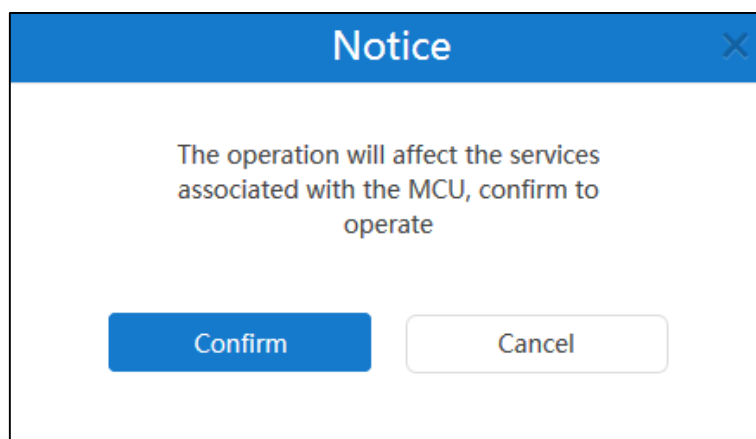 Notice
The operation will affect the services
associated with the MCU, confirm to
operate
Confirm
Cancel